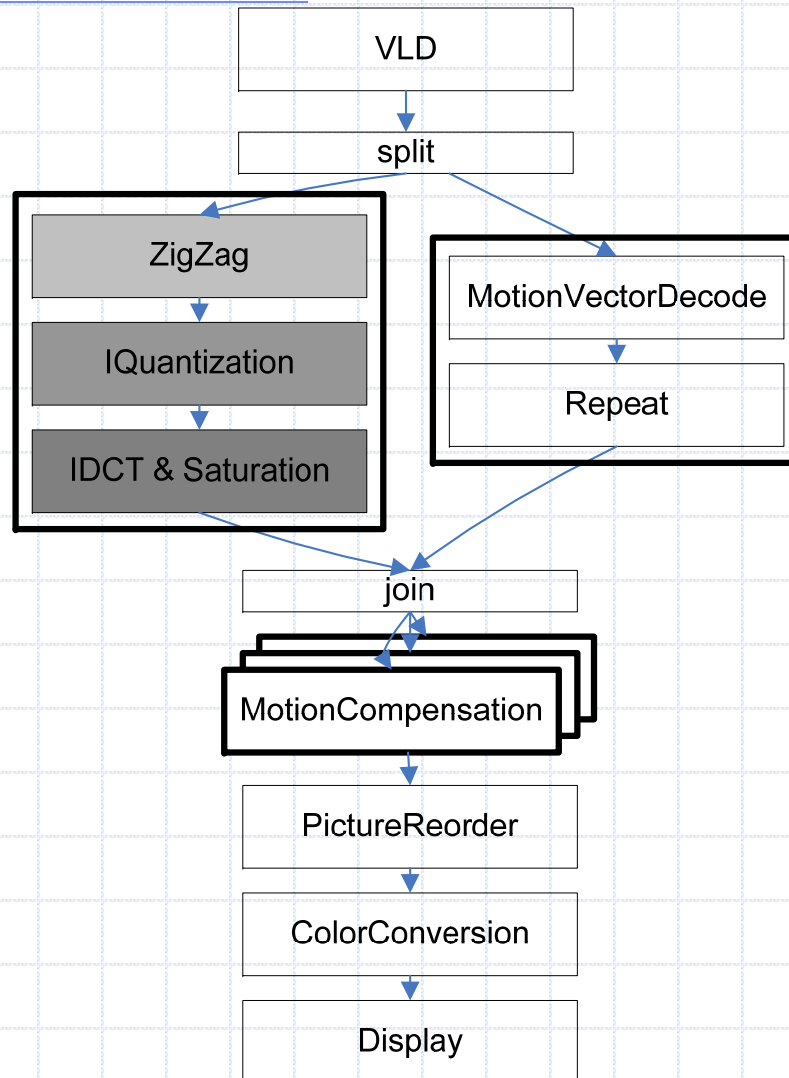 VLD
split
ZigZag
MotionVectorDecode
IQuantization
Repeat
IDCT & Saturation
join
MotionCompensation
PictureReorder
ColorConversion
Display